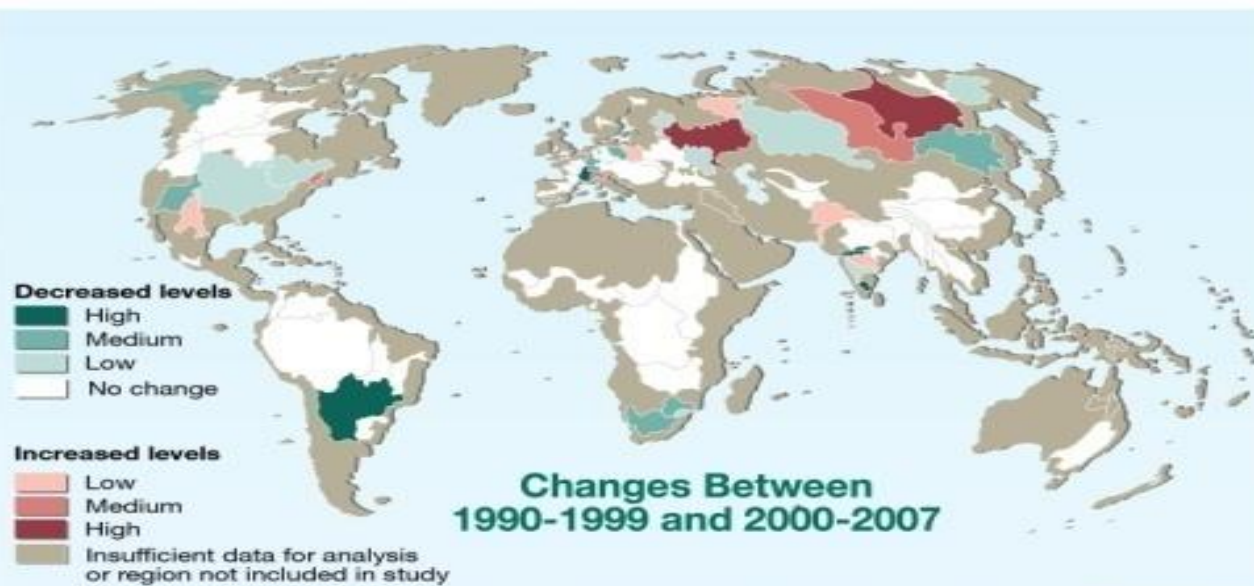 Decreased levels
High
Medium
Low
No change
Increased levels
Low
Medium
High
Insufficient data for analysis
or region not included in study
Changes Between
1990-1999 and 2000-2007